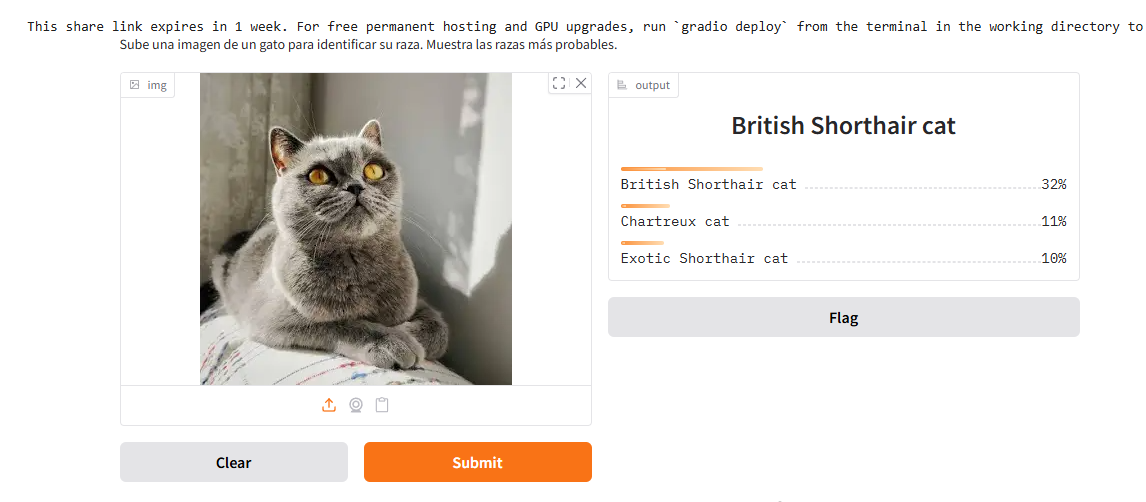 This share link expires in 1 week. For free permanent hosting and GPU upgrades, run `gradio deploy` from the terminal in the working directory to
Sube una imagen de un gato para identificar su raza. Muestra las razas más probables.
img
output
British Shorthair cat
British Shorthair cat 32%
Chartreux cat 11%
Exotic Shorthair cat 10%
Flag
Clear
Submit